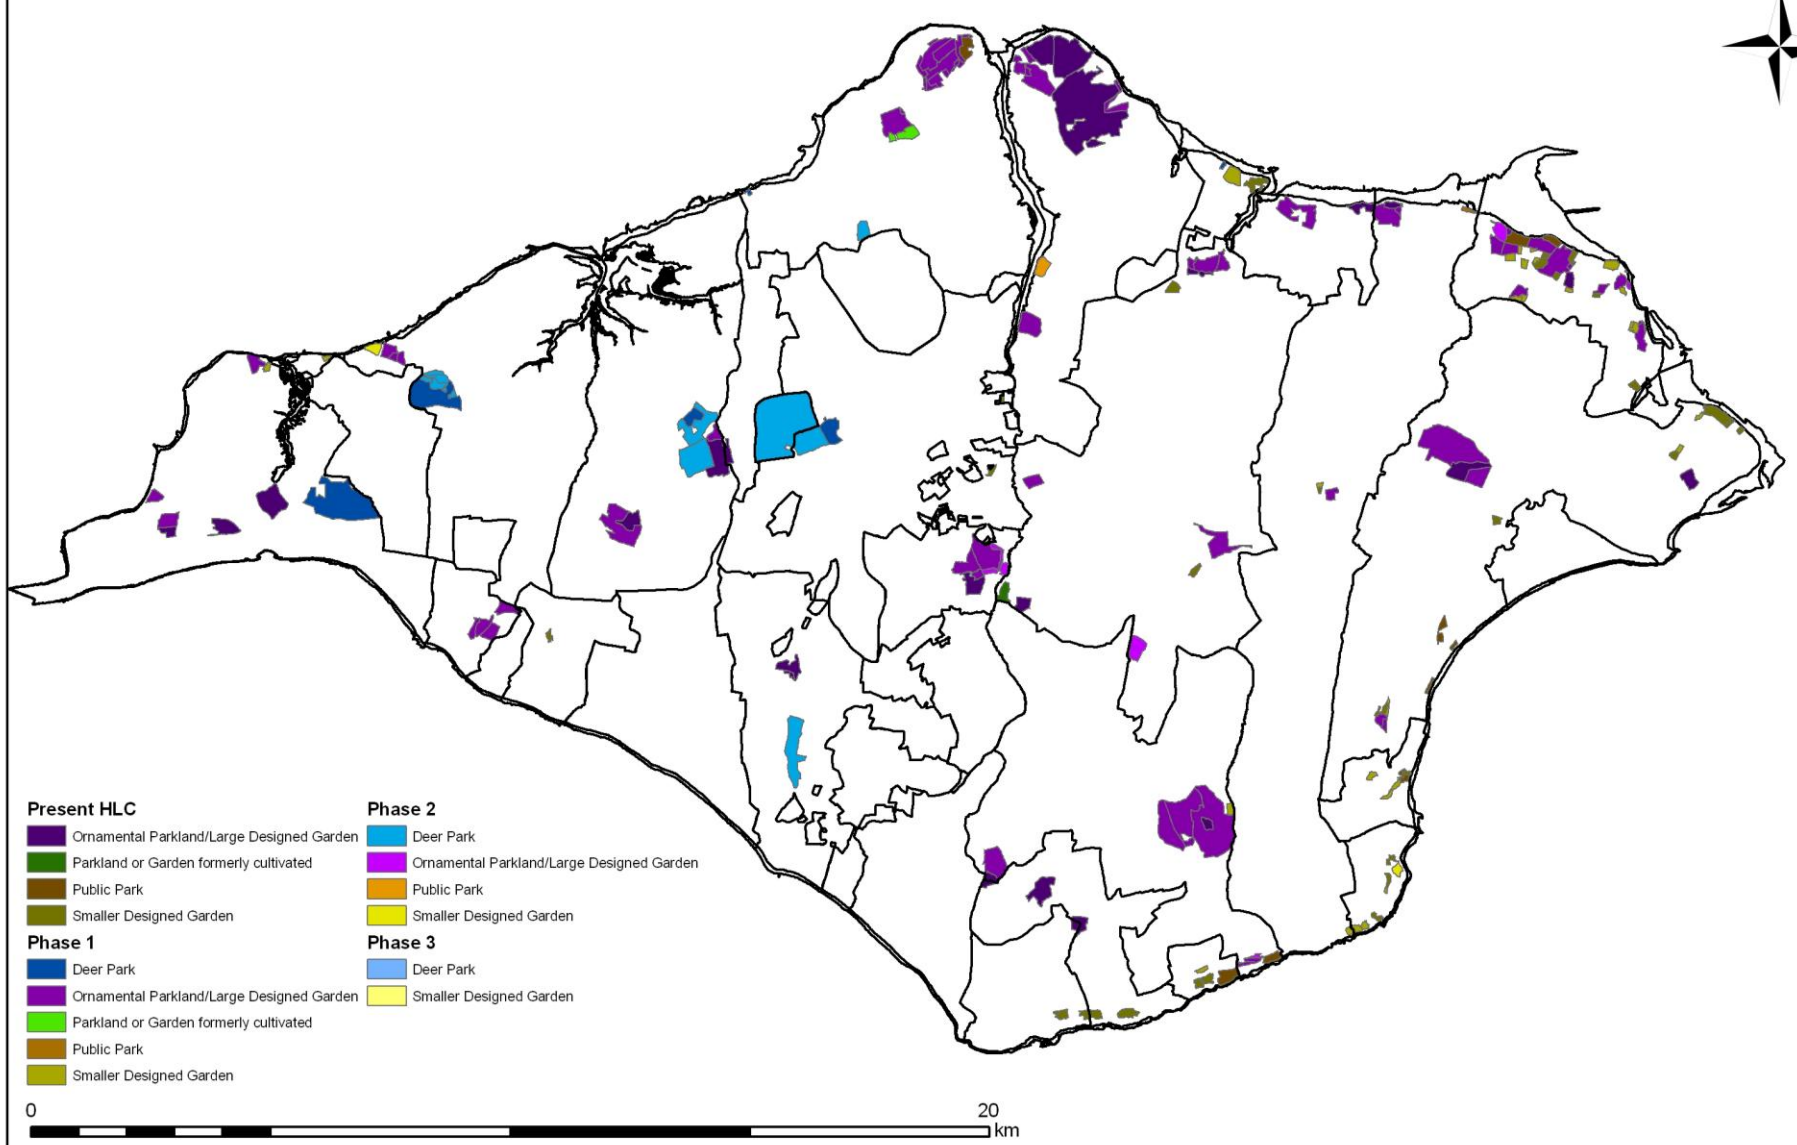 Present HLC
Ornamental Parkland/Large Designed Garden
Parkland or Garden formerly cultivated
Public Park
Smaller Designed Garden
Phase 1
Deer Park
Ornamental Parkland/Large Designed Garden
Parkland or Garden formerly cultivated
Public Park
Smaller Designed Garden
Phase 2
Deer Park
Ornamental Parkland/Large Designed Garden
Public Park
Smaller Designed Garden
Phase 3
Deer Park
Smaller Designed Garden
0 20
km